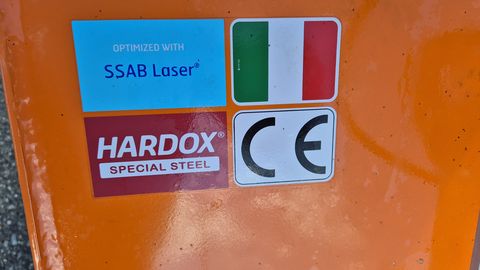 OPTIMIZED WITH
SSAB Laser®
HARDOX®
SPECIAL STEEL
CE